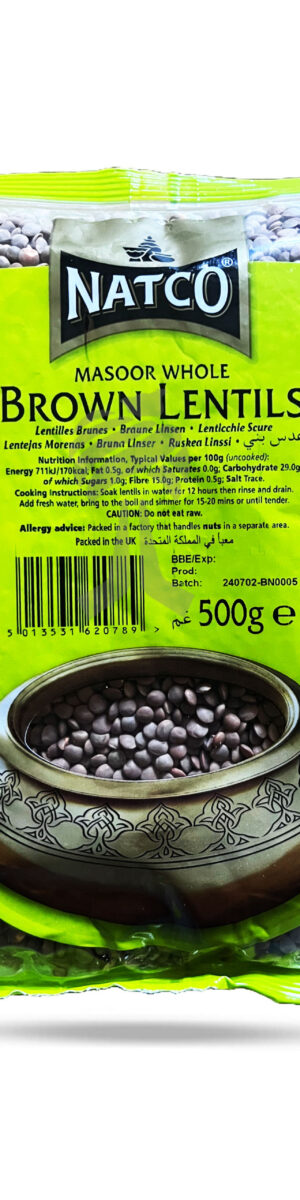 NATCO®
MASOOR WHOLE
BROWN LENTILS
Lentilles Brunes • Braune Linsen • Lenticchie Scure
Lentejas Morenas • Bruna Linser • Ruskea Linssi • عدس بني
Nutrition Information, Typical Values per 100g (uncooked):
Energy 711kJ/170kcal; Fat 0.5g, of which Saturates 0.0g; Carbohydrate 29.0g
of which Sugars 1.0g; Fibre 15.0g; Protein 0.5g; Salt Trace.
Cooking Instructions: Soak lentils in water for 12 hours then rinse and drain.
Add fresh water, bring to the boil and simmer for 15-20 mins or until tender.
CAUTION: Do not eat raw.
Allergy advice: Packed in a factory that handles nuts in a separate area.
Packed in the UK معبأ في المملكة المتحدة
BBE/Exp:
Prod:
Batch: 240702-BN0005
5 013531 620789 >
500g e غم